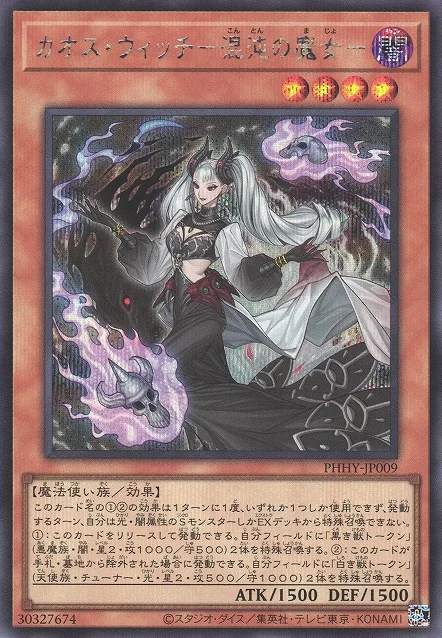 カオス・ウィッチー混沌の魔女ー
闇
PHHY-JP009
【魔法使い族／効果】
このカード名の①②の効果は１ターンに１度、いずれか１つしか使用できず、発動
するターン、自分は光・闇属性のＳモンスターしかEXデッキから特殊召喚できない。
①：このカードをリリースして発動できる。自分フィールドに「黒き獣トークン」
（悪魔族・闇・星２・攻1000／守500）２体を特殊召喚する。②：このカードが
手札・墓地から除外された場合に発動できる。自分フィールドに「白き獣トークン」
（天使族・チューナー・光・星２・攻500／守1000）２体を特殊召喚する。
ATK/1500 DEF/1500
30327674
©スタジオ・ダイス／集英社・テレビ東京・KONAMI